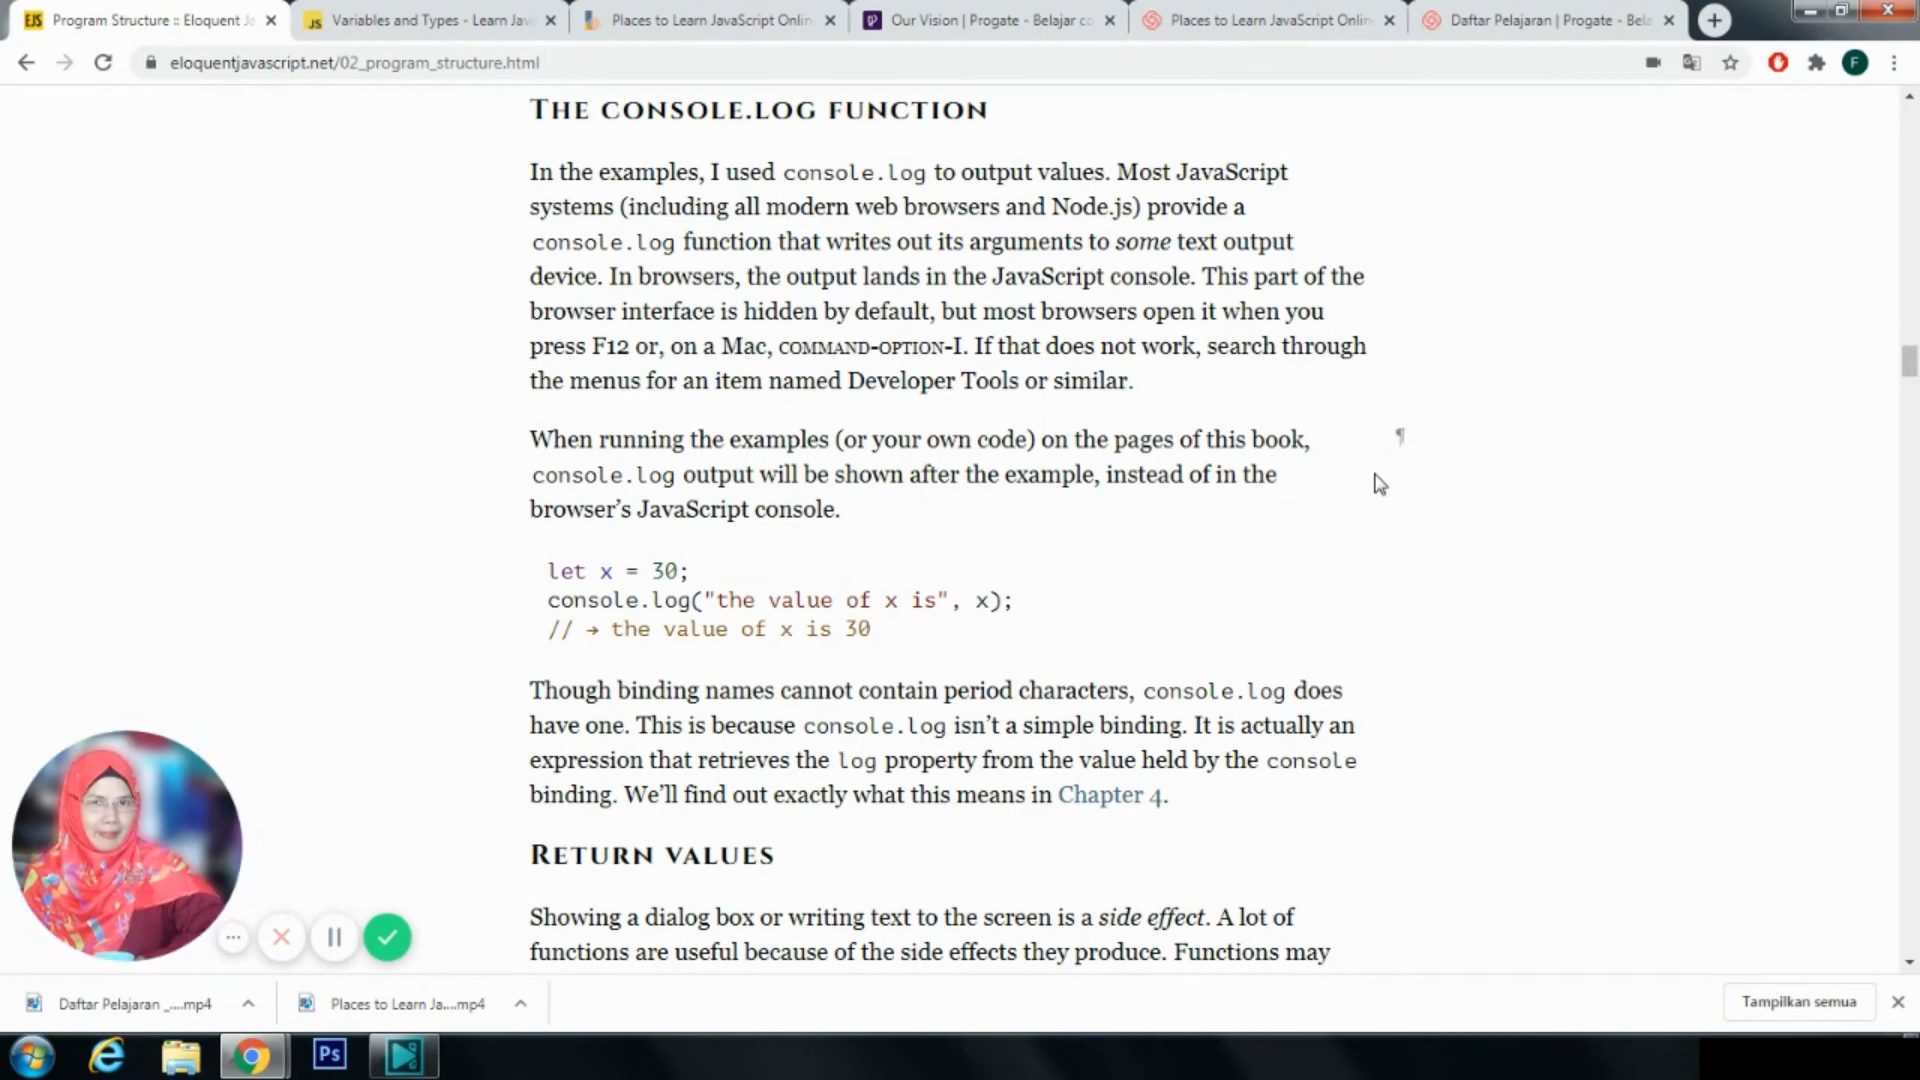 EJS Program Structure :: Eloquent Ja
JS Variables and Types - Learn Java
Places to Learn JavaScript Onlin
Our Vision | Progate - Belajar co
Places to Learn JavaScript Onlin
Daftar Pelajaran | Progate - Bela
eloquentjavascript.net/02_program_structure.html
F
THE CONSOLE.LOG FUNCTION
In the examples, I used console.log to output values. Most JavaScript
systems (including all modern web browsers and Node.js) provide a
console.log function that writes out its arguments to some text output
device. In browsers, the output lands in the JavaScript console. This part of the
browser interface is hidden by default, but most browsers open it when you
press F12 or, on a Mac, COMMAND-OPTION-I. If that does not work, search through
the menus for an item named Developer Tools or similar.
When running the examples (or your own code) on the pages of this book, ¶
console.log output will be shown after the example, instead of in the
browser’s JavaScript console.
let x = 30;
console.log("the value of x is", x);
// → the value of x is 30
Though binding names cannot contain period characters, console.log does
have one. This is because console.log isn’t a simple binding. It is actually an
expression that retrieves the log property from the value held by the console
binding. We’ll find out exactly what this means in Chapter 4.
RETURN VALUES
Showing a dialog box or writing text to the screen is a side effect. A lot of
functions are useful because of the side effects they produce. Functions may
Daftar Pelajaran _....mp4
Places to Learn Ja....mp4
Tampilkan semua
Ps